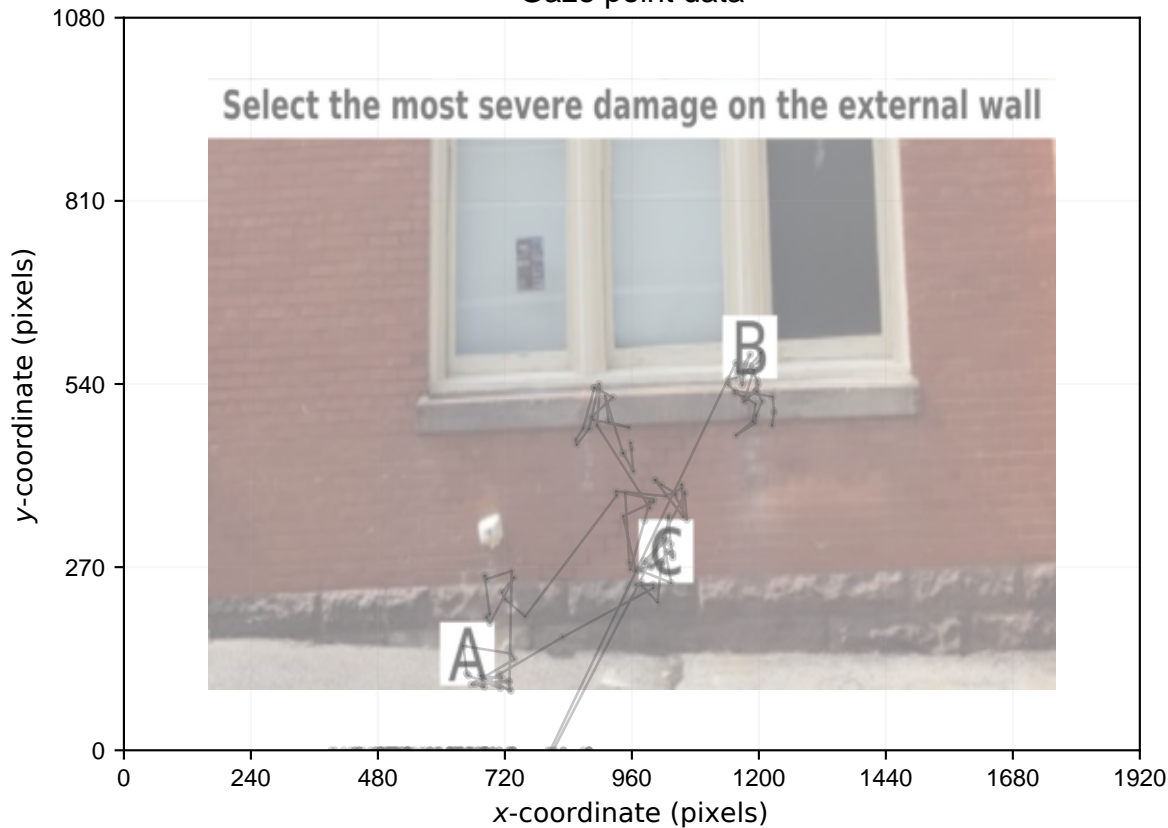 Gaze point data
1080
810
540
270
0
y-coordinate (pixels)
Select the most severe damage on the external wall
B
C
A
0 240 480 720 960 1200 1440 1680 1920
x-coordinate (pixels)